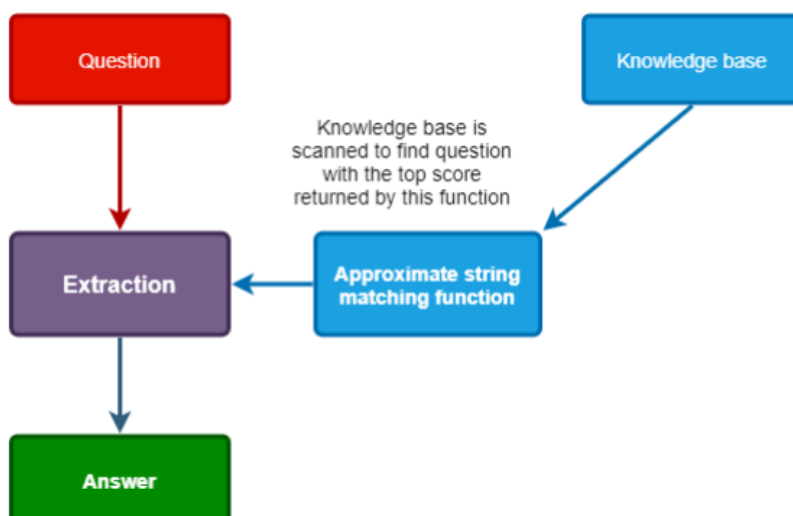 Question
Knowledge base
Knowledge base is
scanned to find question
with the top score
returned by this function
Extraction
Approximate string
matching function
Answer